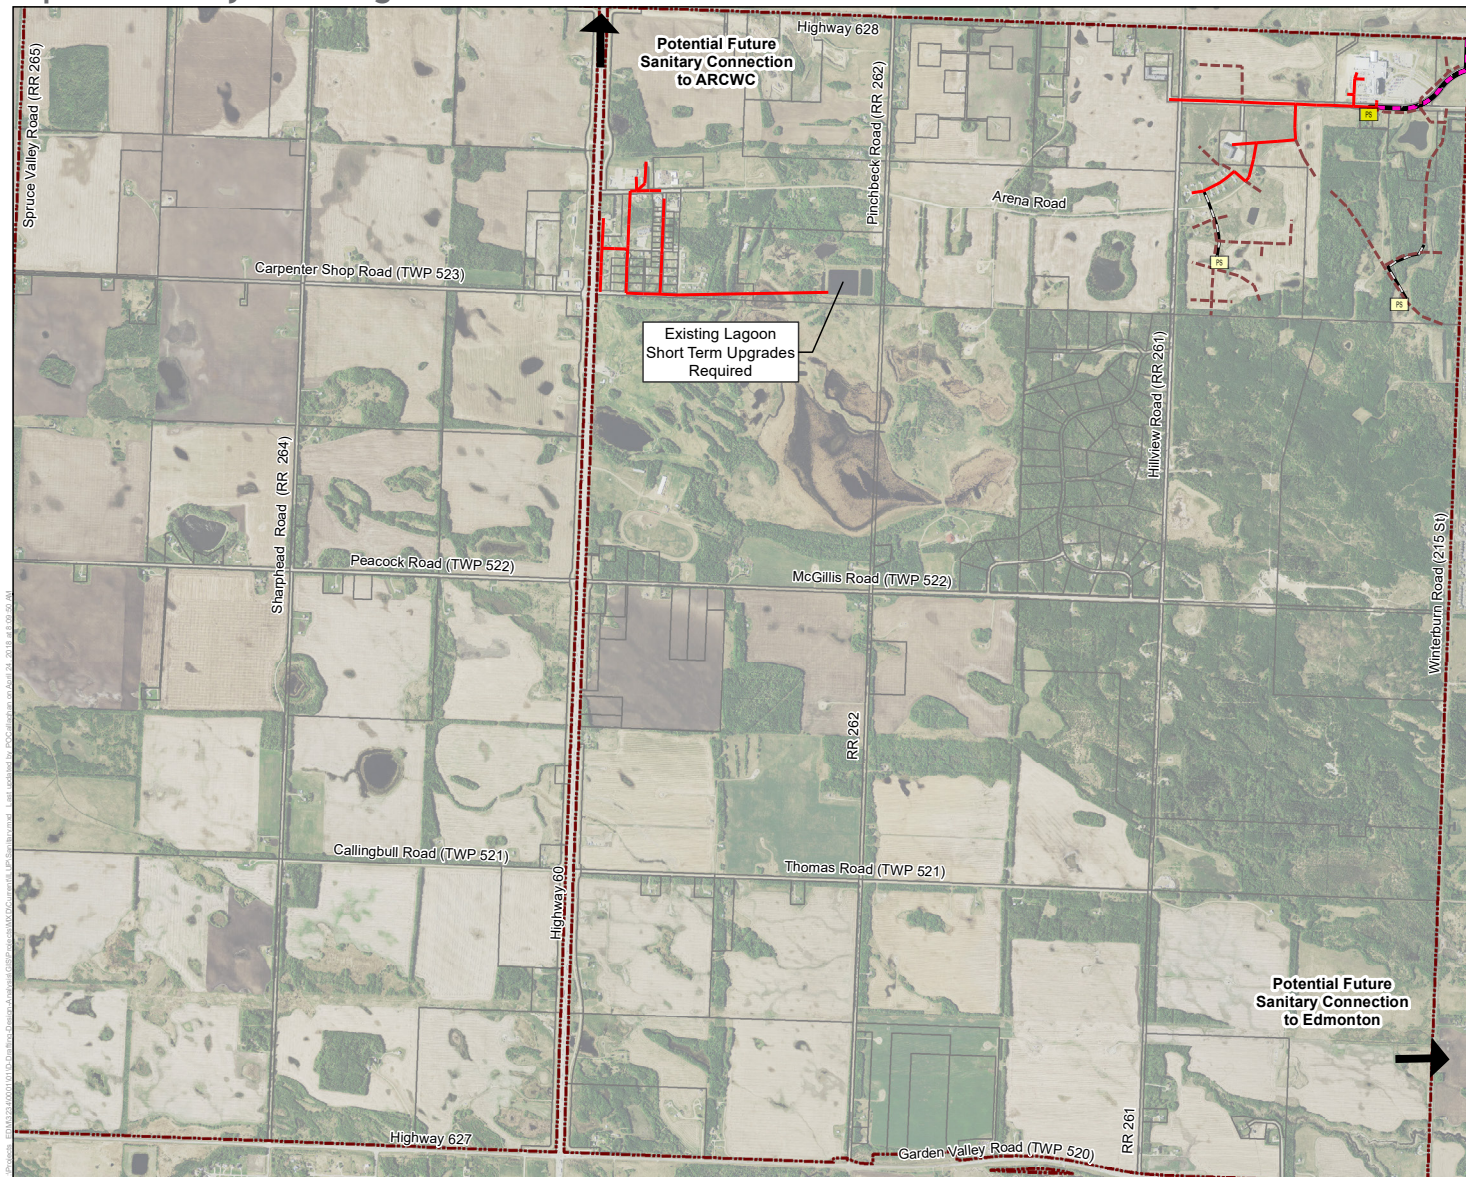 Highway 628
Potential Future
Sanitary Connection
to ARCWC
Spruce Valley Road (RR 265)
Pinchbeck Road (RR 262)
PS
Arena Road
Carpenter Shop Road (TWP 523)
PS
PS
Existing Lagoon
Short Term Upgrades
Required
Hillview Road (RR 261)
Sharphead Road (RR 264)
Winterburn Road (215 St)
Peacock Road (TWP 522)
McGillis Road (TWP 522)
RR 262
Callingbull Road (TWP 521)
Thomas Road (TWP 521)
Highway 60
Potential Future
Sanitary Connection
to Edmonton
Highway 627
Garden Valley Road (TWP 520)
RR 261